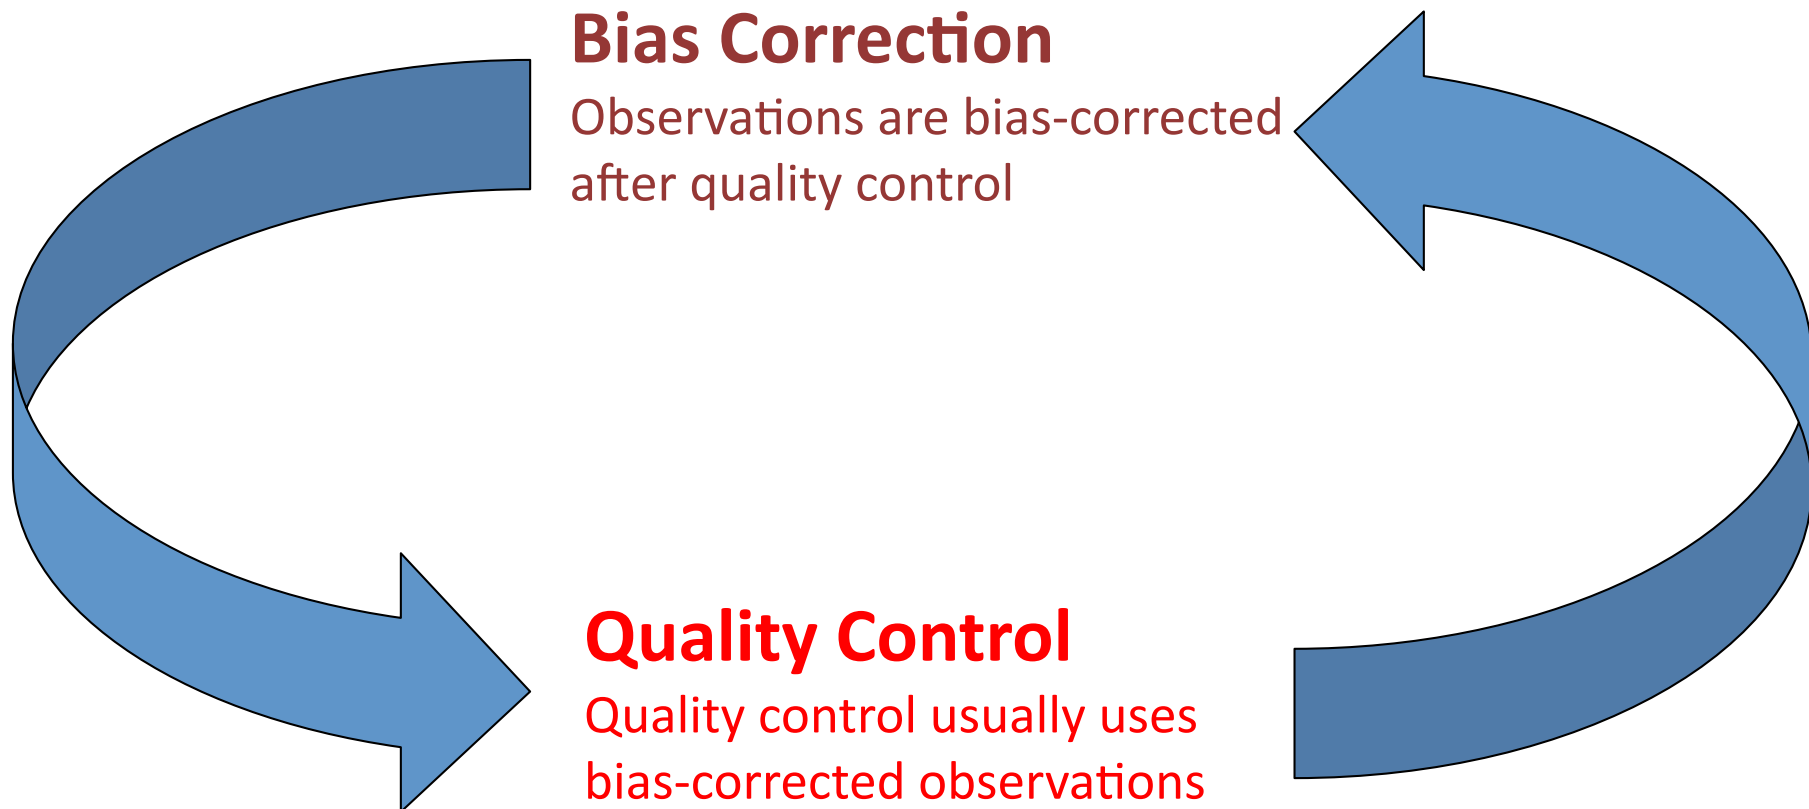 Bias Correction
Observations are bias-corrected
after quality control
Quality Control
Quality control usually uses
bias-corrected observations